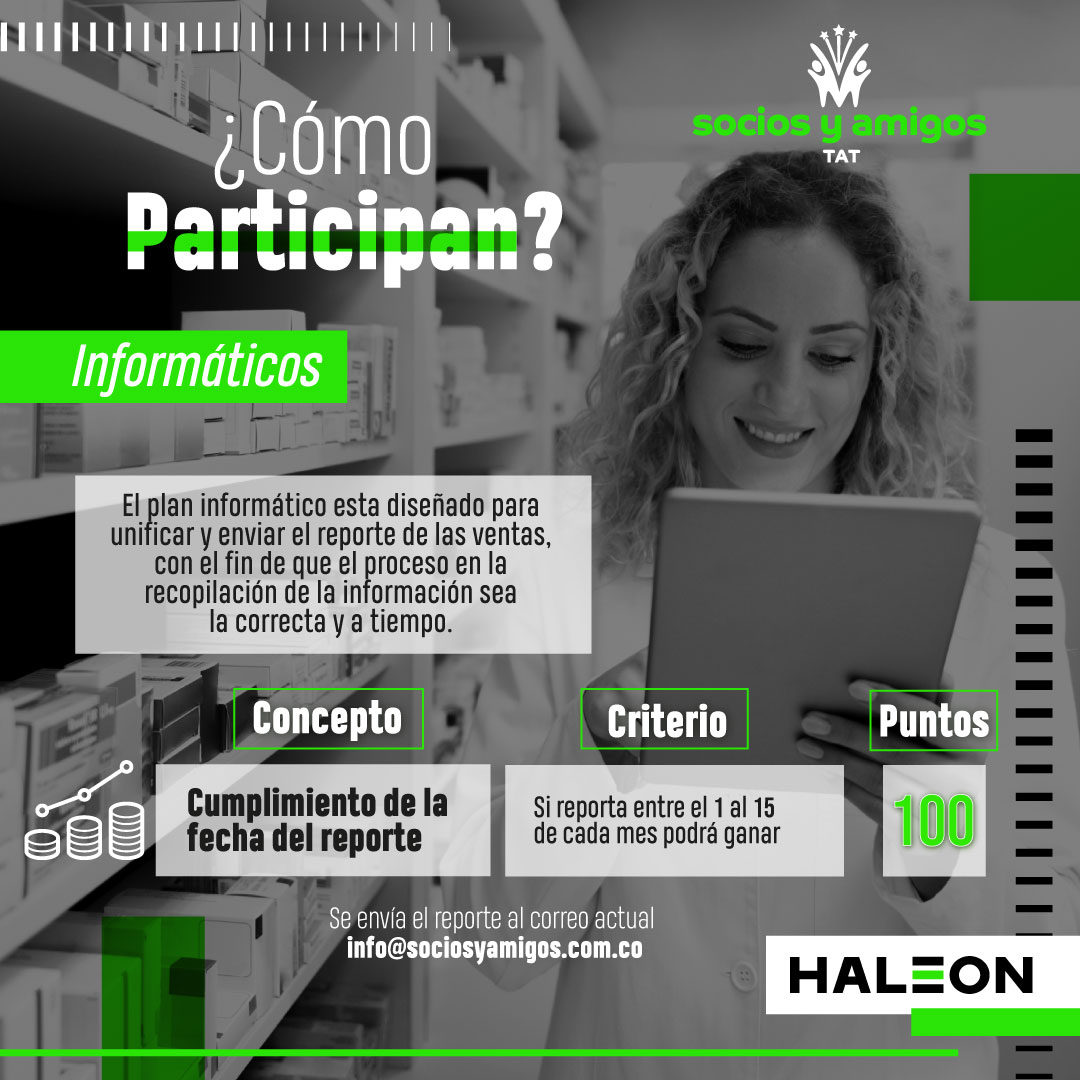 socios y amigos
TAT
¿Cómo
Participan?
Informáticos
El plan informático esta diseñado para
unificar y enviar el reporte de las ventas,
con el fin de que el proceso en la
recopilación de la información sea
la correcta y a tiempo.
Concepto
Criterio
Puntos
Cumplimiento de la
fecha del reporte
Si reporta entre el 1 al 15
de cada mes podrá ganar
100
Se envía el reporte al correo actual
info@sociosyamigos.com.co
HALEON